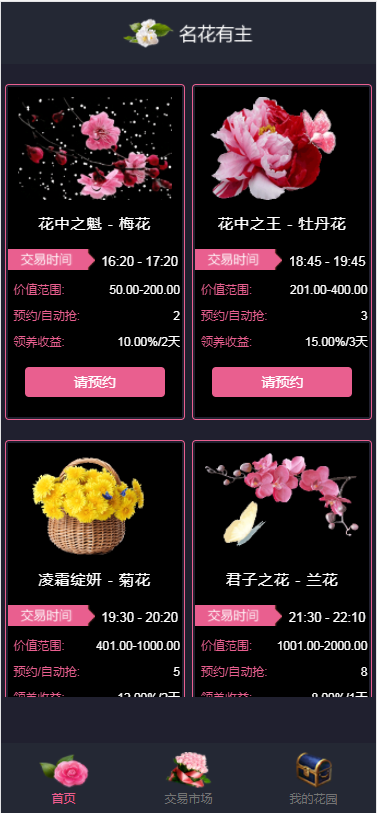 名花有主
花中之魁 - 梅花
交易时间 16:20 - 17:20
价值范围: 50.00-200.00
预约/自动抢: 2
领养收益: 10.00%/2天
请预约
花中之王 - 牡丹花
交易时间 18:45 - 19:45
价值范围: 201.00-400.00
预约/自动抢: 3
领养收益: 15.00%/3天
请预约
凌霜绽妍 - 菊花
交易时间 19:30 - 20:20
价值范围: 401.00-1000.00
预约/自动抢: 5
君子之花 - 兰花
交易时间 21:30 - 22:10
价值范围: 1001.00-2000.00
预约/自动抢: 8
首页
交易市场
我的花园